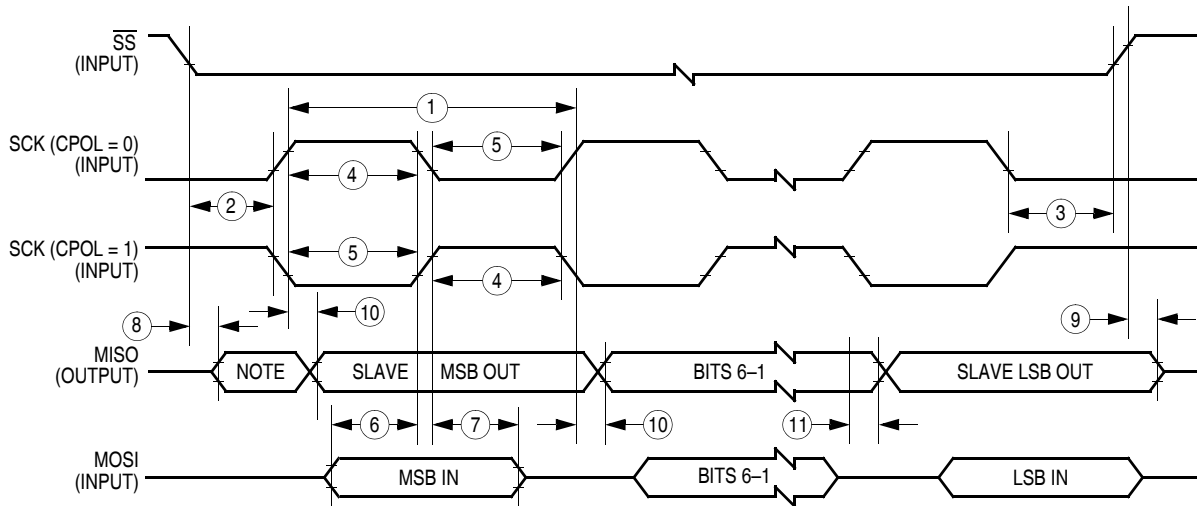 SS
(INPUT)
1
SCK (CPOL = 0)
(INPUT)
5
4
2
3
SCK (CPOL = 1)
(INPUT)
5
4
8
10
9
MISO
(OUTPUT)
NOTE
SLAVE MSB OUT
BITS 6–1
SLAVE LSB OUT
6
7
10
11
MOSI
(INPUT)
MSB IN
BITS 6–1
LSB IN